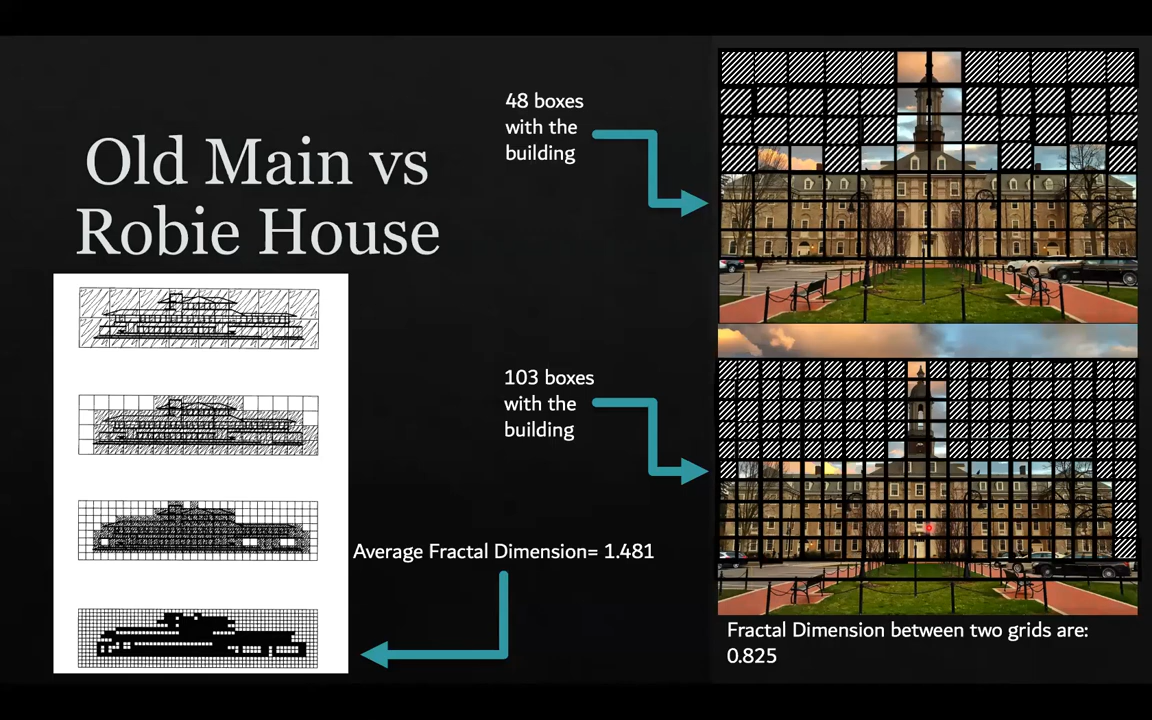 Old Main vs
Robie House
48 boxes
with the
building
103 boxes
with the
building
Average Fractal Dimension= 1.481
Fractal Dimension between two grids are:
0.825